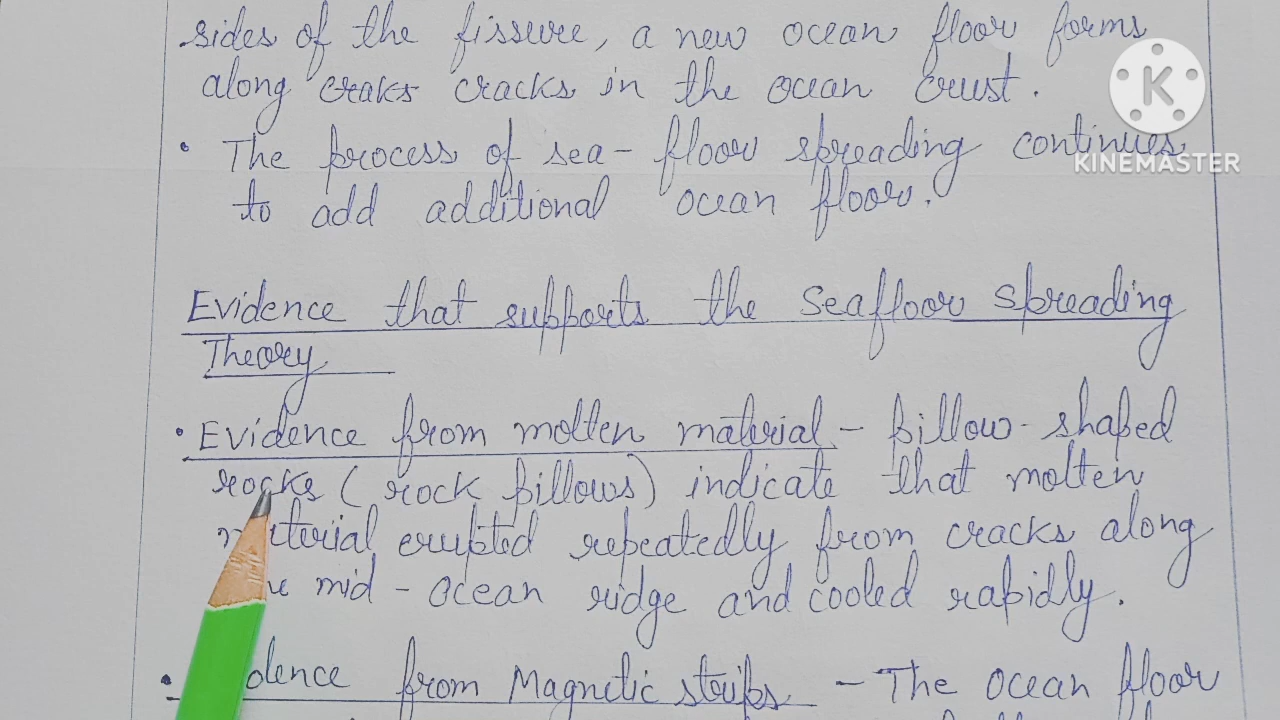 sides of the fissure, a new ocean floor forms
along craks cracks in the ocean crust.
• The process of sea-floor spreading continues
to add additional ocean floor.
K
KINEMASTER
Evidence that supports the Seafloor spreading
Theory
• Evidence from molten material - pillow-shaped
rocks (rock pillows) indicate that molten
material erupted repeatedly from cracks along
mid-ocean ridge and cooled rapidly.
• from Magnetic strips - The ocean floor